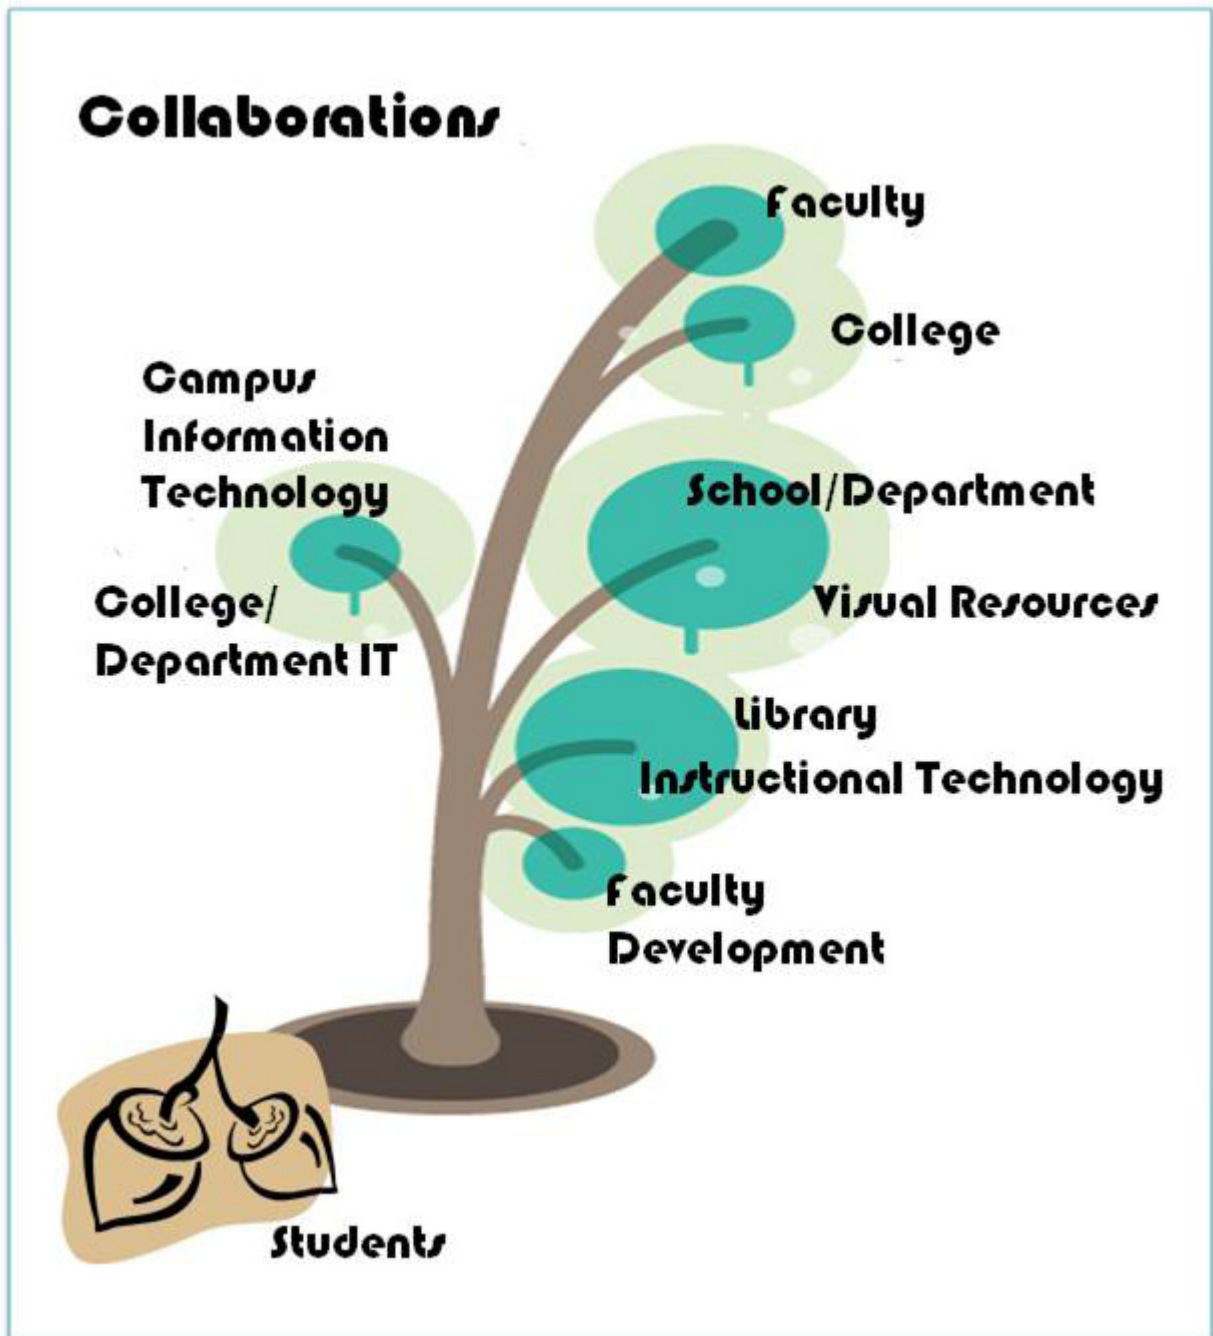 Collaborations
Faculty
College
Campus
Information
Technology
School/Department
College/
Department IT
Visual Resources
Library
Instructional Technology
Faculty
Development
Students